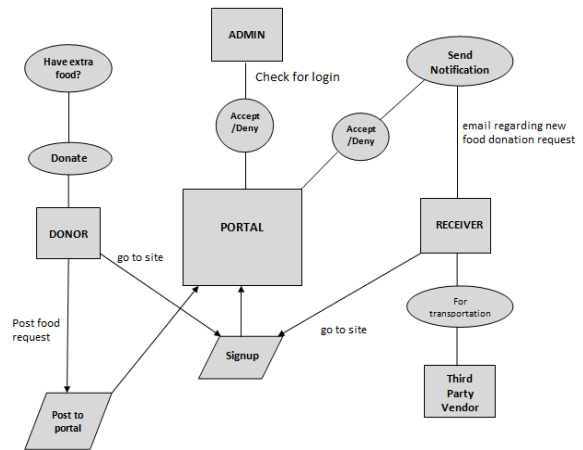 ADMIN
Have extra
food?
Send
Notification
Check for login
Accept
/Deny
Accept
/Deny
email regarding new
food donation request
Donate
DONOR
PORTAL
RECEIVER
go to site
Post food
request
For
transportation
go to site
Signup
Third
Party
Vendor
Post to
portal